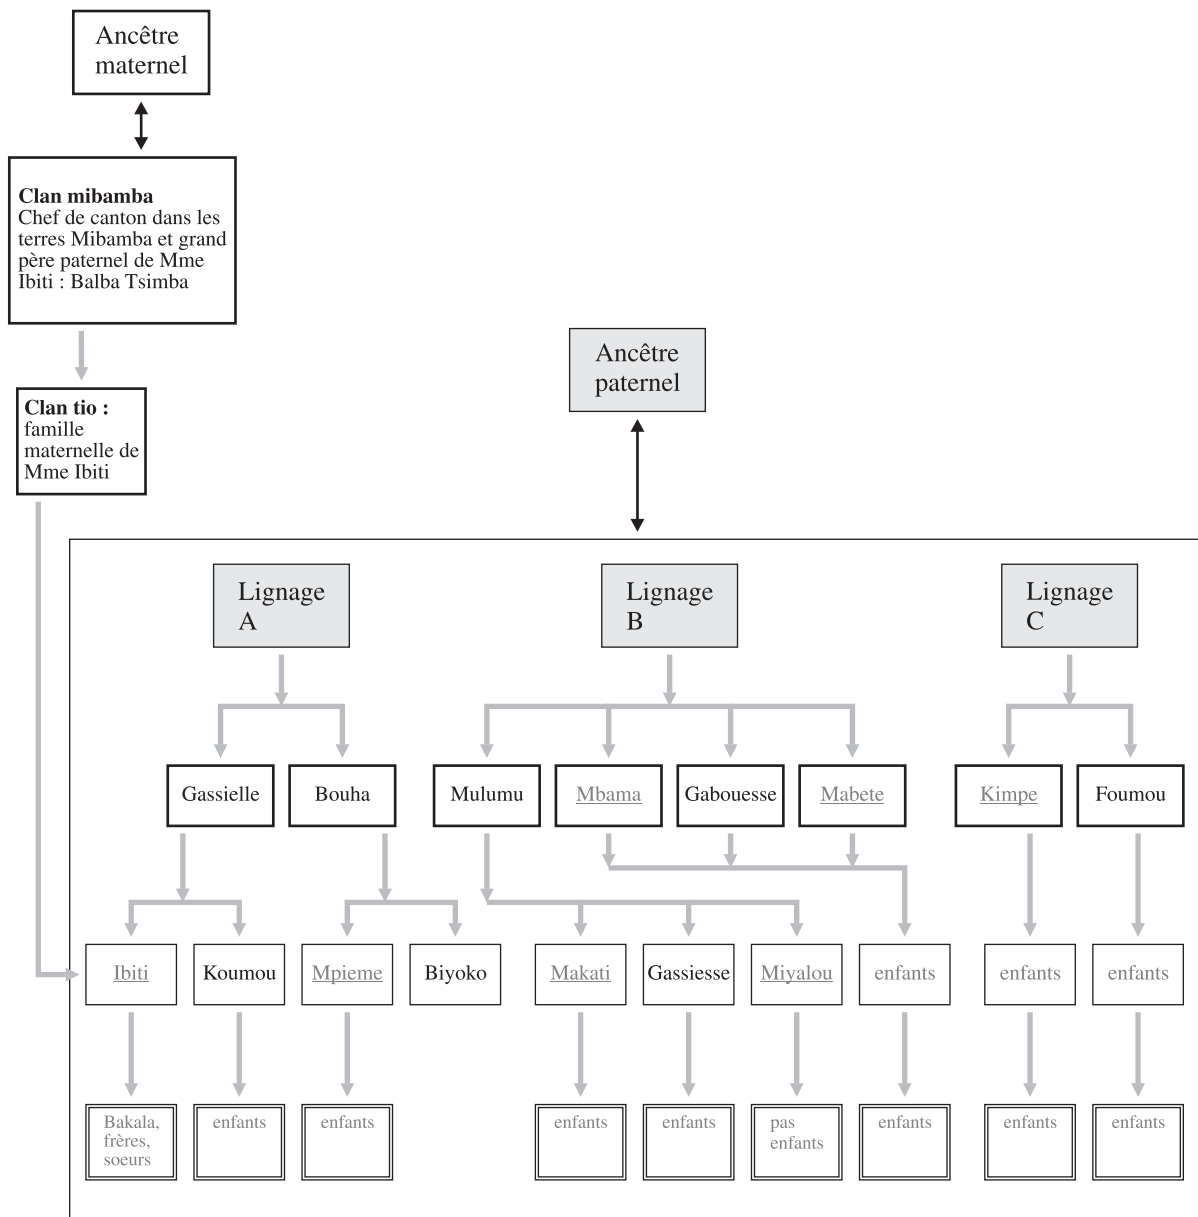 Ancêtre
maternel
Clan mibamba
Chef de canton dans les
terres Mibamba et grand
père paternel de Mme
Ibiti : Balba Tsimba
Ancêtre
paternel
Clan tio :
famille
maternelle de
Mme Ibiti
Lignage
A
Lignage
B
Lignage
C
Gassielle
Bouha
Mulumu
Mbama
Gabouesse
Mabete
Kimpe
Foumou
Ibiti
Koumou
Mpieme
Biyoko
Makati
Gassiesse
Miyalou
enfants
enfants
enfants
Bakala,
frères,
soeurs
enfants
enfants
enfants
enfants
pas
enfants
enfants
enfants
enfants